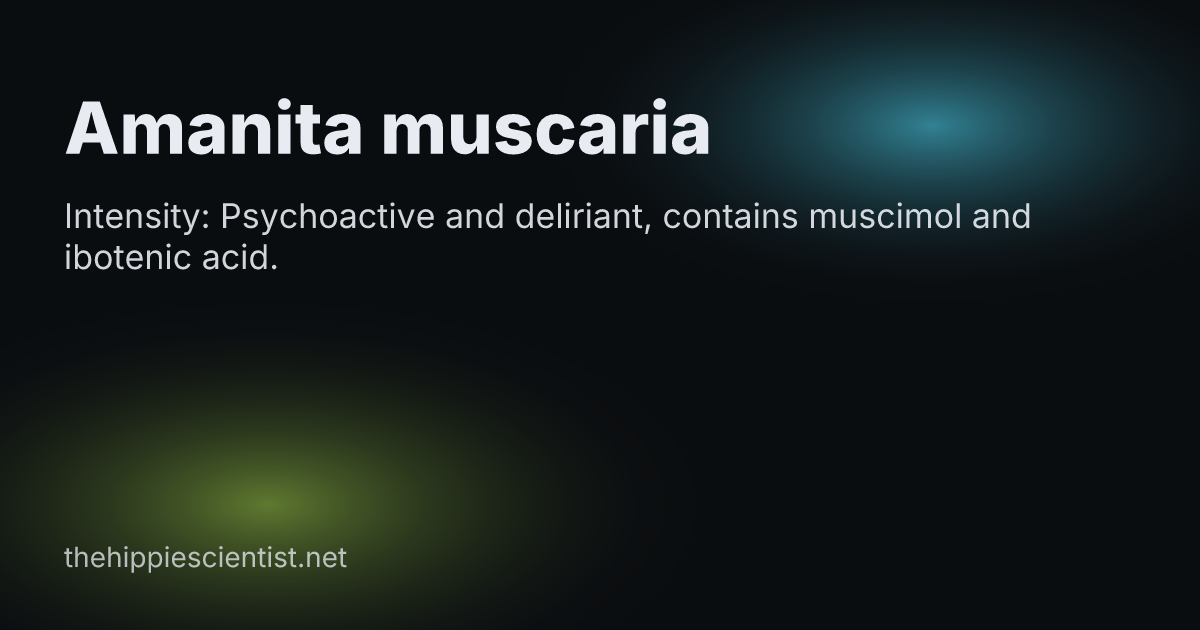 Amanita muscaria
Intensity: Psychoactive and deliriant, contains muscimol and
ibotenic acid.
thehippiescientist.net